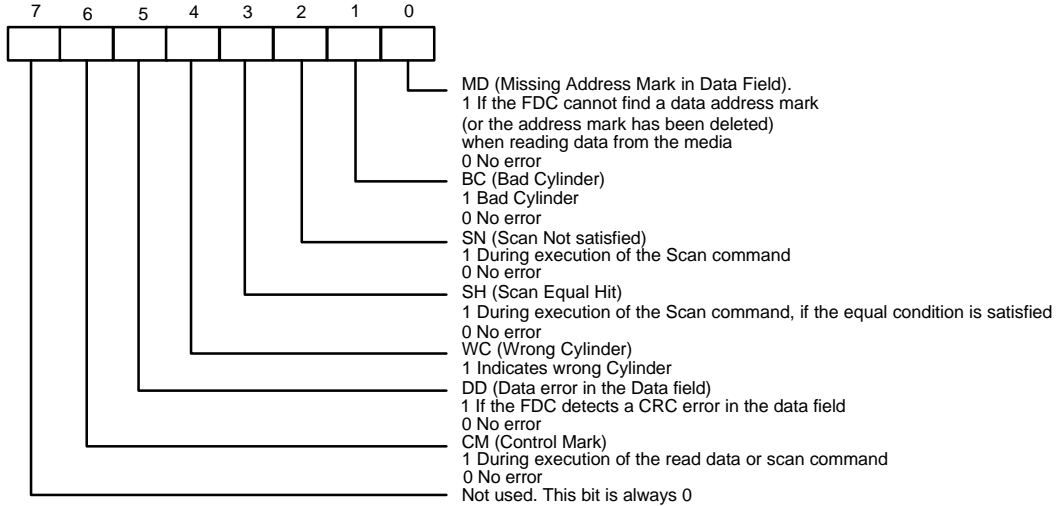 7 6 5 4 3 2 1 0
MD (Missing Address Mark in Data Field).
1 If the FDC cannot find a data address mark
(or the address mark has been deleted)
when reading data from the media
0 No error
BC (Bad Cylinder)
1 Bad Cylinder
0 No error
SN (Scan Not satisfied)
1 During execution of the Scan command
0 No error
SH (Scan Equal Hit)
1 During execution of the Scan command, if the equal condition is satisfied
0 No error
WC (Wrong Cylinder)
1 Indicates wrong Cylinder
DD (Data error in the Data field)
1 If the FDC detects a CRC error in the data field
0 No error
CM (Control Mark)
1 During execution of the read data or scan command
0 No error
Not used. This bit is always 0